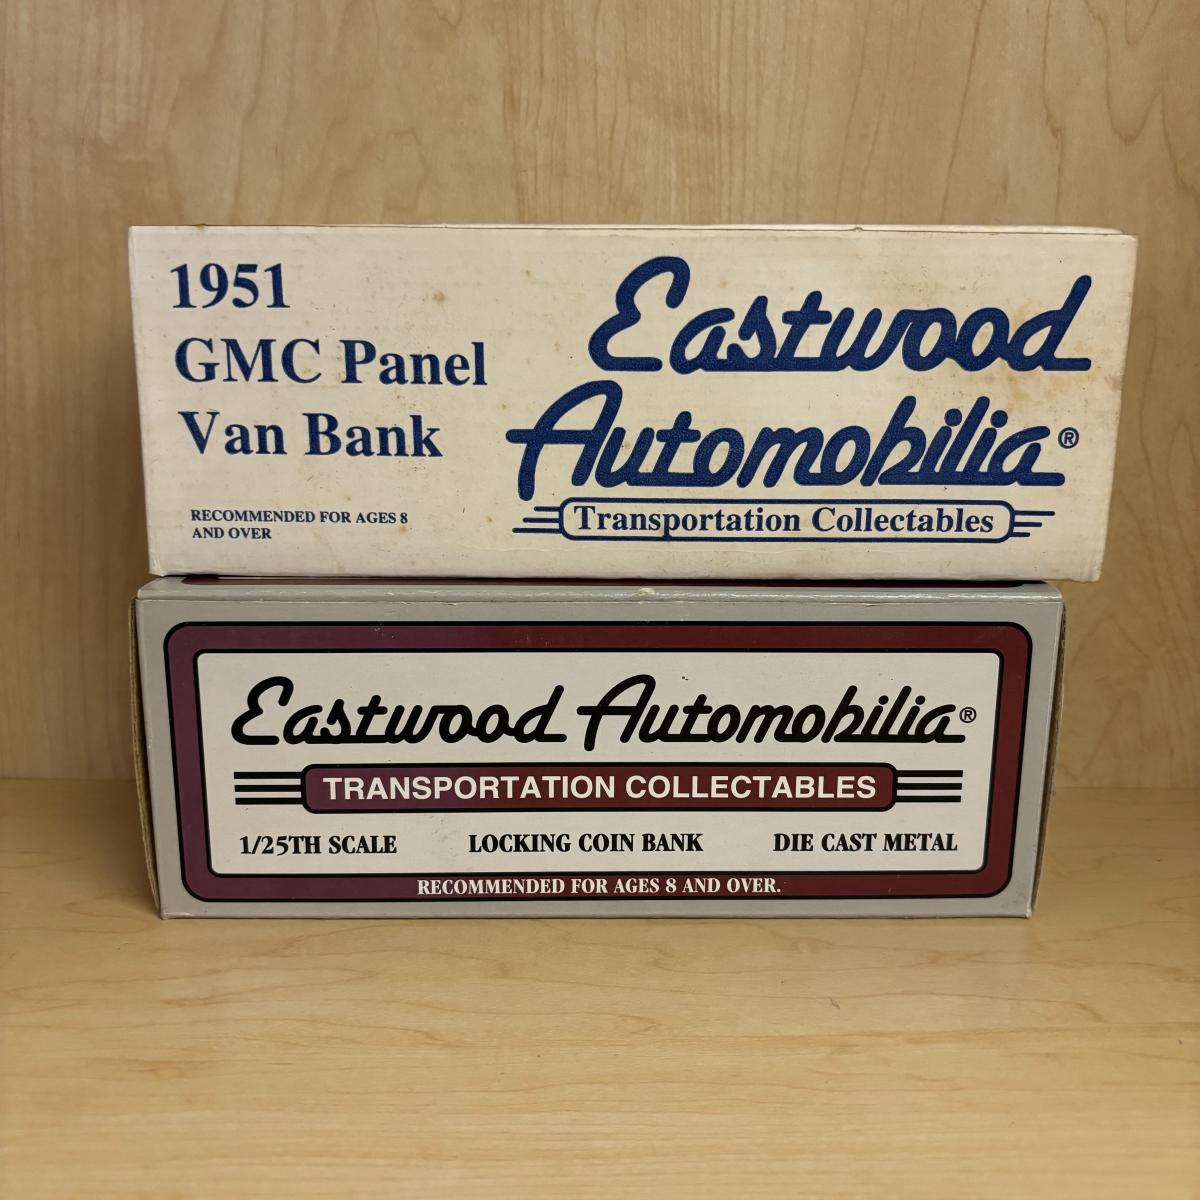 1951
GMC Panel
Van Bank
RECOMMENDED FOR AGES 8
AND OVER
Eastwood
Automobilia®
Transportation Collectables
Eastwood Automobilia®
TRANSPORTATION COLLECTABLES
1/25TH SCALE LOCKING COIN BANK DIE CAST METAL
RECOMMENDED FOR AGES 8 AND OVER.